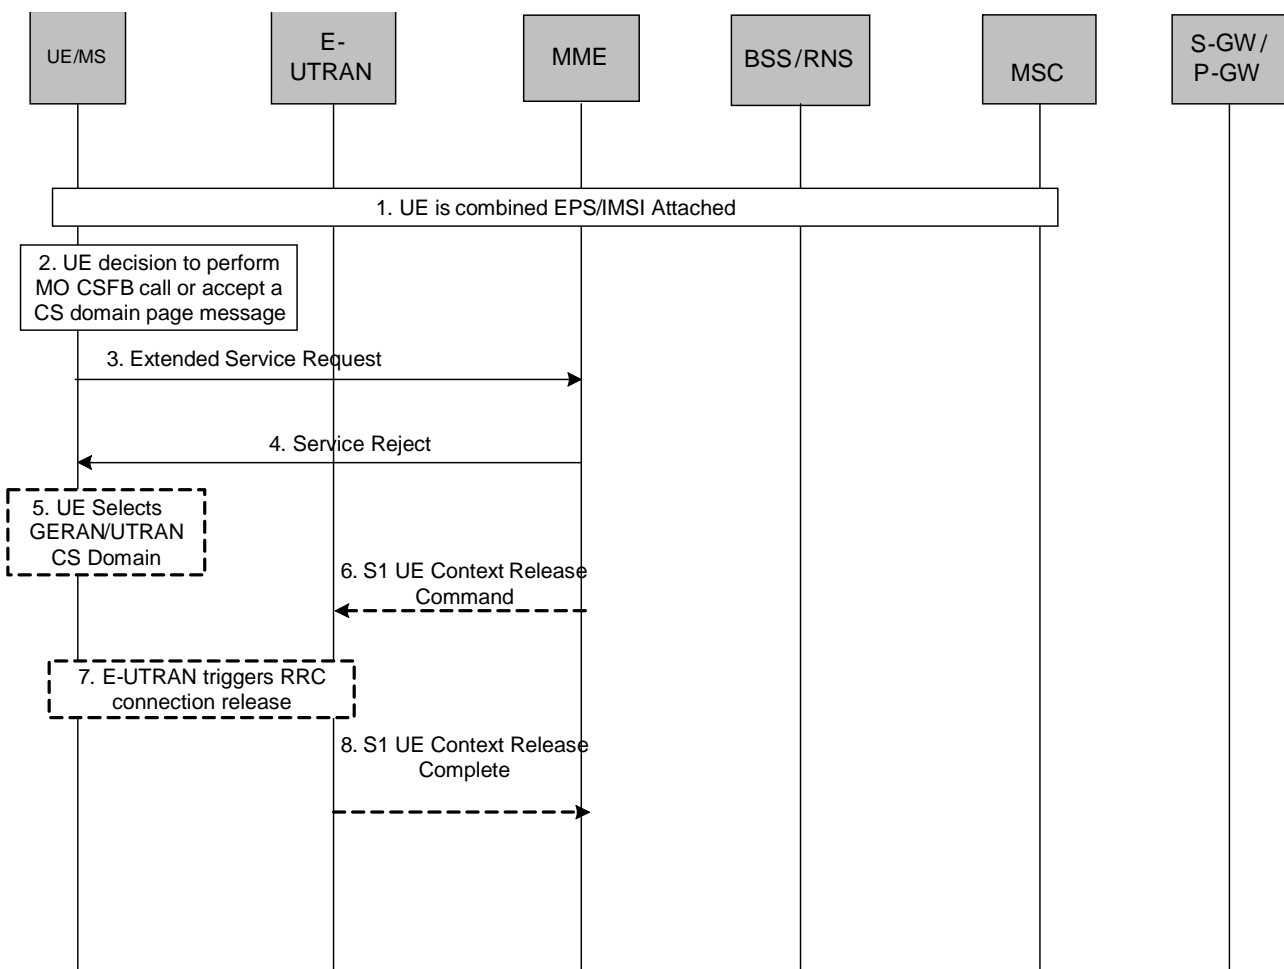 UE/MS
E-
UTRAN
MME
BSS/RNS
MSC
S-GW/
P-GW
1. UE is combined EPS/IMSI Attached
2. UE decision to perform
MO CSFB call or accept a
CS domain page message
3. Extended Service Request
4. Service Reject
5. UE Selects
GERAN/UTRAN
CS Domain
6. S1 UE Context Release
Command
7. E-UTRAN triggers RRC
connection release
8. S1 UE Context Release
Complete